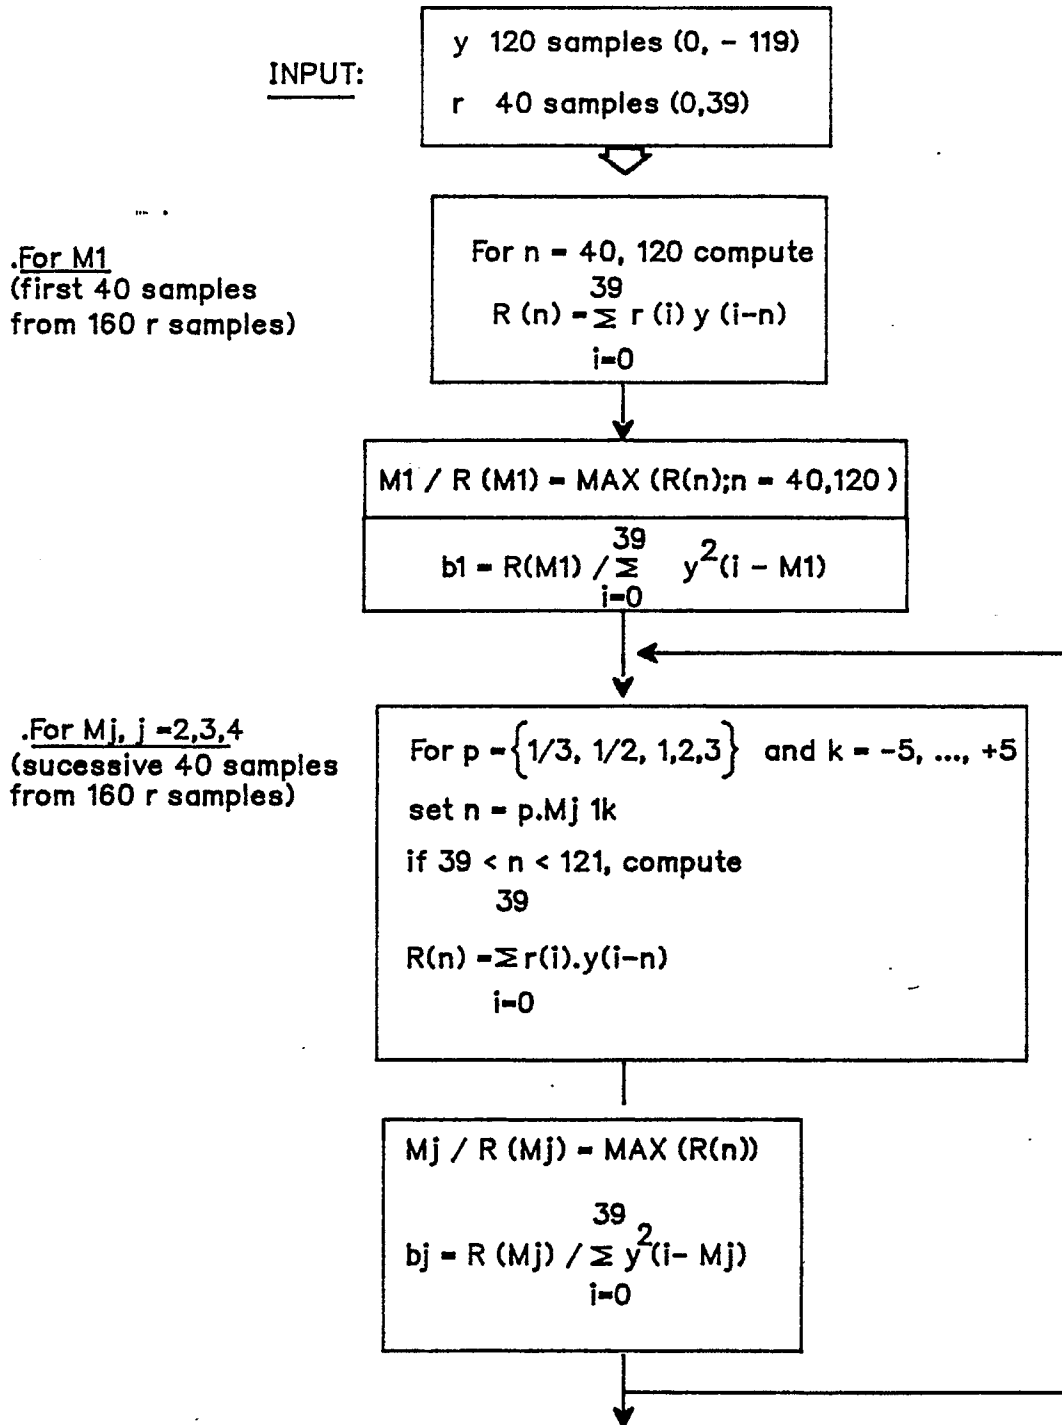 INPUT:
y 120 samples (0, - 119)
r 40 samples (0,39)
.For M1
(first 40 samples
from 160 r samples)
For n = 40, 120 compute
39
R (n) = Σ r (i) y (i-n)
i=0
M1 / R (M1) = MAX (R(n);n = 40,120 )
39
b1 = R(M1) / Σ y²(i - M1)
i=0
.For Mj, j =2,3,4
(sucessive 40 samples
from 160 r samples)
For p = {1/3, 1/2, 1,2,3} and k = -5, ..., +5
set n = p.Mj 1k
if 39 < n < 121, compute
39
R(n) = Σ r(i).y(i-n)
i=0
Mj / R (Mj) = MAX (R(n))
39
bj = R (Mj) / Σ y²(i- Mj)
i=0